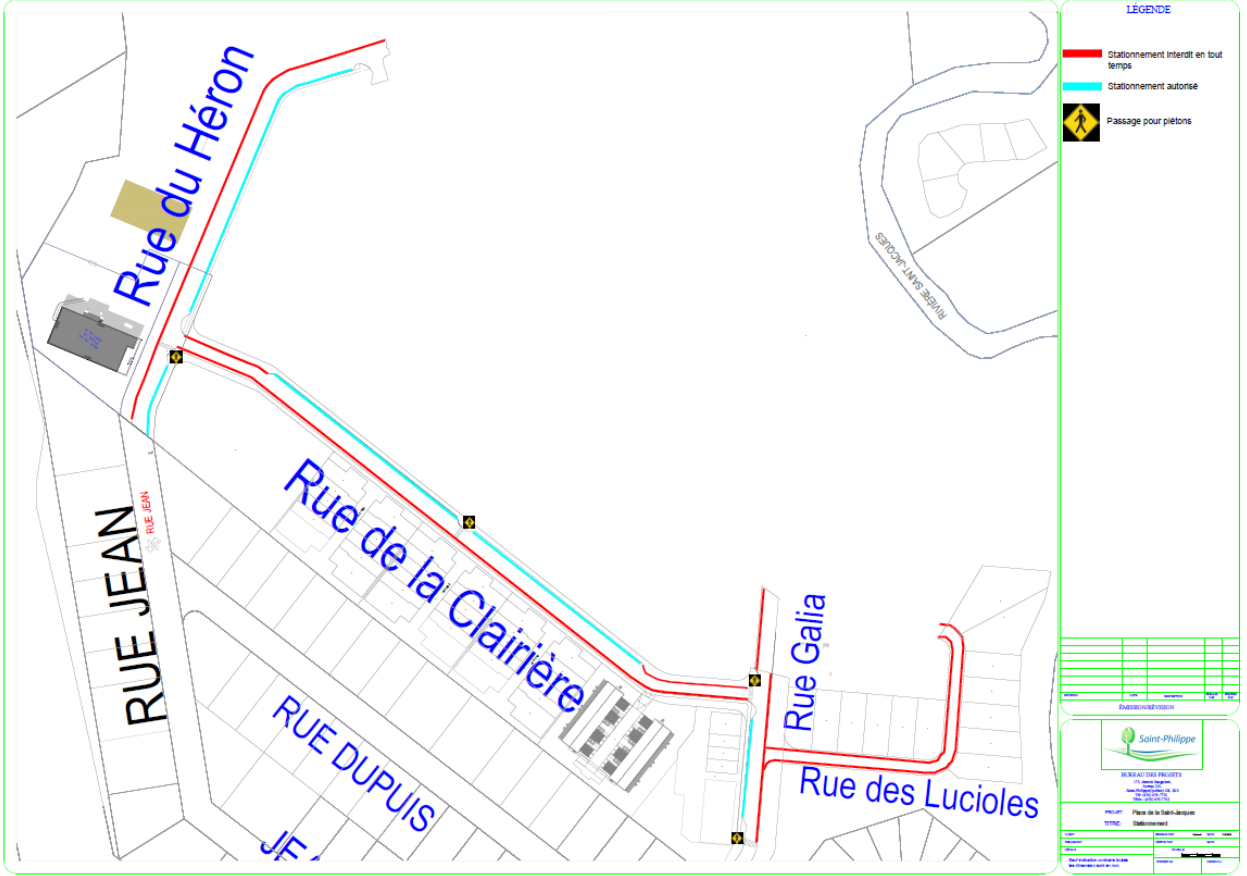 LÉGENDE
Stationnement interdit en tout
temps
Stationnement autorisé
Passage pour piétons
Rue du Héron
RIVIÈRE SAINT-JACQUES
RUE JEAN
RUE JEAN
Rue de la Clairière
Rue Galia
RUE DUPUIS
Rue des Lucioles
ÉMISSION/RÉVISION
Saint-Philippe
BUREAU DES PROJETS
PROJET: Place de la Saint-Jacques
TITRE: Stationnement